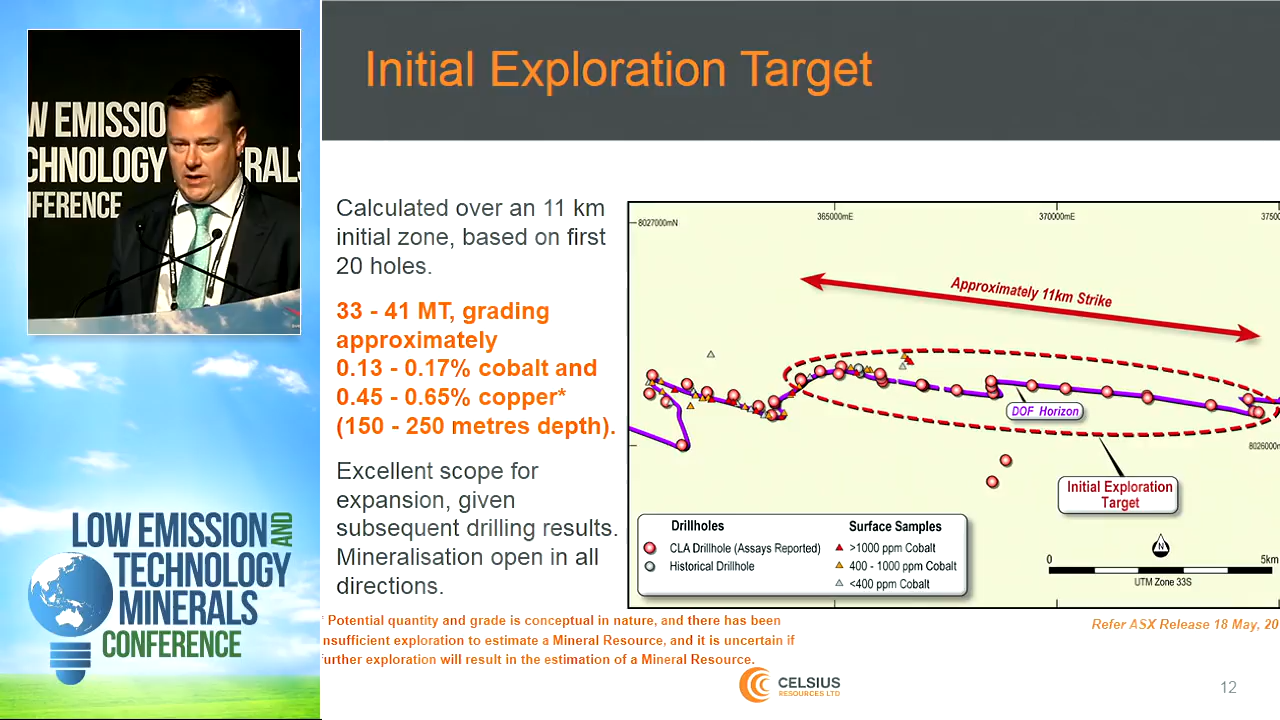 W EMISSIO
CHNOLOGY
ERALS
NFERENCE
LOW EMISSION AND
TECHNOLOGY
MINERALS
CONFERENCE
Initial Exploration Target
Calculated over an 11 km
initial zone, based on first
20 holes.
33 - 41 MT, grading
approximately
0.13 - 0.17% cobalt and
0.45 - 0.65% copper*
(150 - 250 metres depth).
Excellent scope for
expansion, given
subsequent drilling results.
Mineralisation open in all
directions.
8027000mN
365000mE
370000mE
37500
Approximately 11km Strike
DOF Horizon
8026000m
Initial Exploration
Target
Drillholes
CLA Drillhole (Assays Reported)
Historical Drillhole
Surface Samples
>1000 ppm Cobalt
400 - 1000 ppm Cobalt
<400 ppm Cobalt
N
0
5km
UTM Zone 33S
* Potential quantity and grade is conceptual in nature, and there has been
nsufficient exploration to estimate a Mineral Resource, and it is uncertain if
urther exploration will result in the estimation of a Mineral Resource.
Refer ASX Release 18 May, 20
CELSIUS
RESOURCES LTD
12